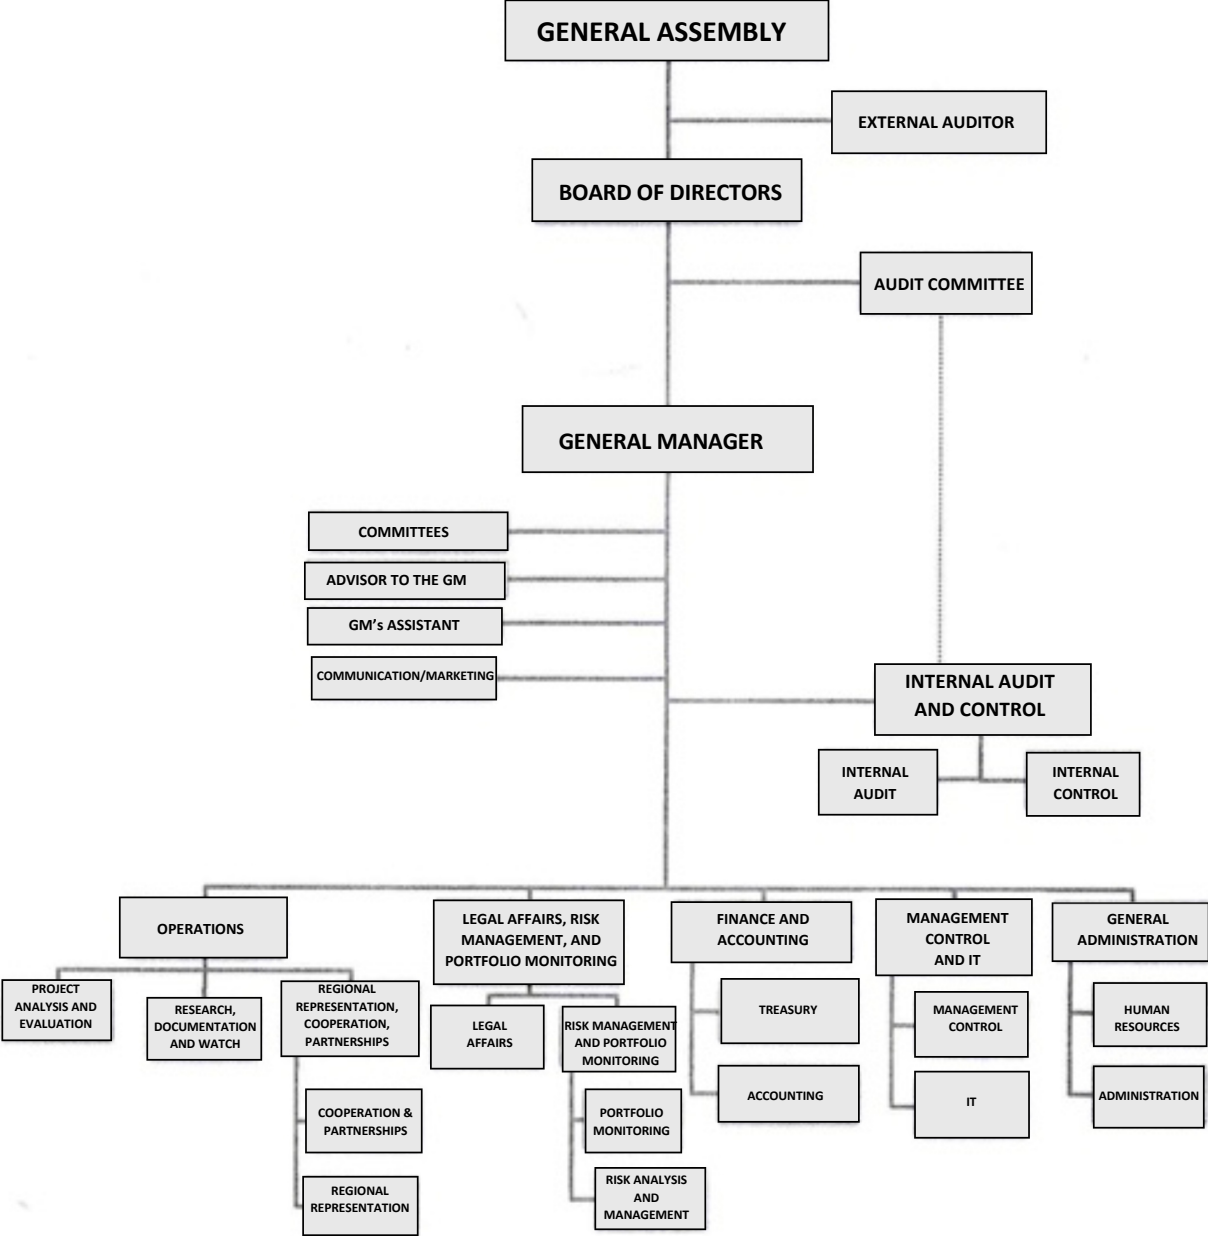 GENERAL ASSEMBLY
EXTERNAL AUDITOR
BOARD OF DIRECTORS
AUDIT COMMITTEE
GENERAL MANAGER
COMMITTEES
ADVISOR TO THE GM
GM's ASSISTANT
COMMUNICATION/MARKETING
INTERNAL AUDIT
AND CONTROL
INTERNAL
AUDIT
INTERNAL
CONTROL
OPERATIONS
LEGAL AFFAIRS, RISK
MANAGEMENT, AND
PORTFOLIO MONITORING
FINANCE AND
ACCOUNTING
MANAGEMENT
CONTROL
AND IT
GENERAL
ADMINISTRATION
PROJECT
ANALYSIS AND
EVALUATION
RESEARCH,
DOCUMENTATION
AND WATCH
REGIONAL
REPRESENTATION,
COOPERATION,
PARTNERSHIPS
LEGAL
AFFAIRS
RISK MANAGEMENT
AND PORTFOLIO
MONITORING
TREASURY
MANAGEMENT
CONTROL
HUMAN
RESOURCES
COOPERATION &
PARTNERSHIPS
PORTFOLIO
MONITORING
ACCOUNTING
IT
ADMINISTRATION
REGIONAL
REPRESENTATION
RISK ANALYSIS
AND
MANAGEMENT